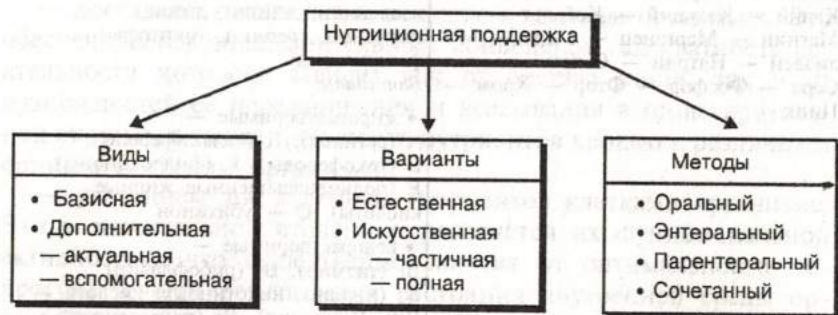 Нутриционная поддержка
Виды
• Базисная
• Дополнительная
— актуальная
— вспомогательная
Варианты
• Естественная
• Искусственная
— частичная
— полная
Методы
• Оральный
• Энтеральный
• Парентеральный
• Сочетанный